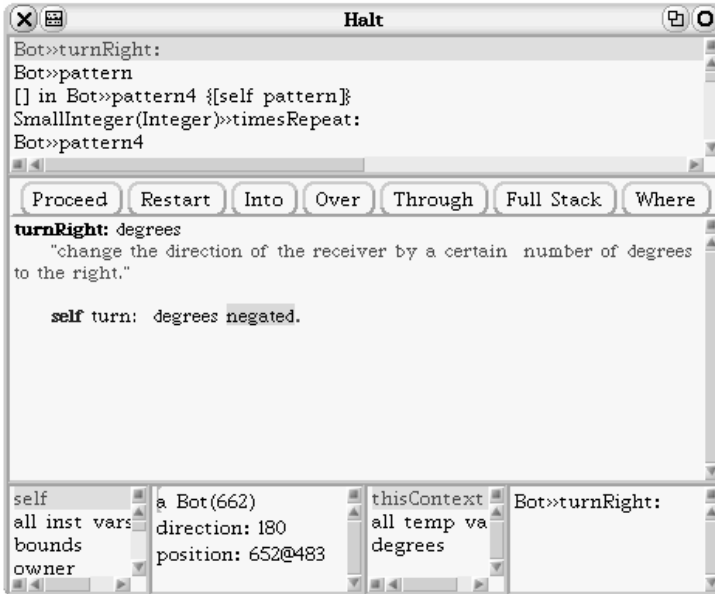 Halt
Bot»turnRight:
Bot»pattern
[] in Bot»pattern4 {[self pattern]}
SmallInteger(Integer)»timesRepeat:
Bot»pattern4
Proceed Restart Into Over Through Full Stack Where
turnRight: degrees
"change the direction of the receiver by a certain number of degrees
to the right."
self turn: degrees negated.
self
all inst vars
bounds
owner
a Bot(662)
direction: 180
position: 652@483
thisContext
all temp va
degrees
Bot»turnRight: